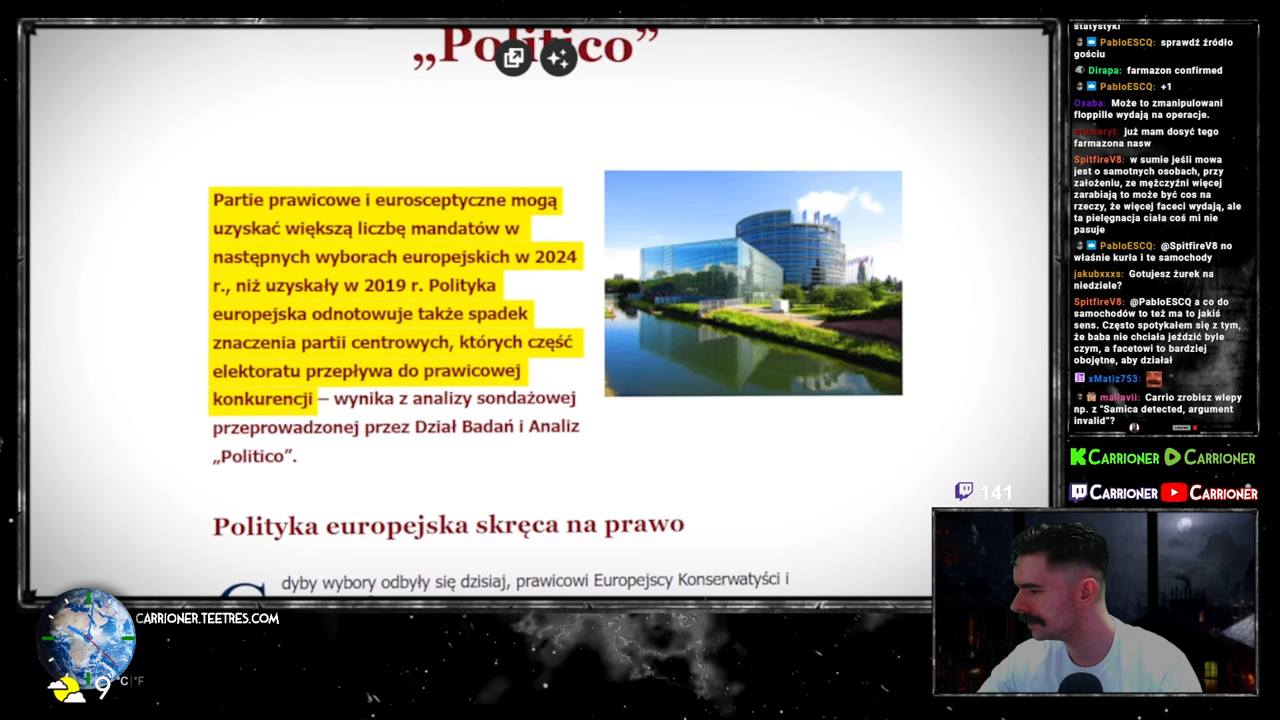 „Politico”
Partie prawicowe i eurosceptyczne mogą
uzyskać większą liczbę mandatów w
następnych wyborach europejskich w 2024
r., niż uzyskały w 2019 r. Polityka
europejska odnotowuje także spadek
znaczenia partii centrowych, których część
elektoratu przepływa do prawicowej
konkurencji – wynika z analizy sondażowej
przeprowadzonej przez Dział Badań i Analiz
„Politico”.
Polityka europejska skręca na prawo
dyby wybory odbyły się dzisiaj, prawicowi Europejscy Konserwatyści i
statystyki
PabloESCQ: sprawdź źródło
gościu
Dirapa: farmazon confirmed
PabloESCQ: +1
Oxaba: Może to zmanipulowani
floppille wydają na operacje.
już mam dosyć tego
farmazona nasw
SpitfireV8: w sumie jeśli mowa
jest o samotnych osobach, przy
założeniu, ze mężczyźni więcej
zarabiają to może być cos na
rzeczy, że więcej faceci wydają, ale
ta pielęgnacja ciała coś mi nie
pasuje
PabloESCQ: @SpitfireV8 no
właśnie kurła i te samochody
jakubxxxs: Gotujesz żurek na
niedziele?
SpitfireV8: @PabloESCQ a co do
samochodów to też ma to jakiś
sens. Często spotykałem się z tym,
że baba nie chciała jeździć byle
czym, a facetowi to bardziej
obojętne, aby działał
xMatiz753:
mallavii: Carrio zrobisz wlepy
np. z "Samica detected, argument
invalid"?
Carrioner Carrioner
Carrioner Carrioner
141
CARRIONER.TEETRES.COM
9 °C|°F